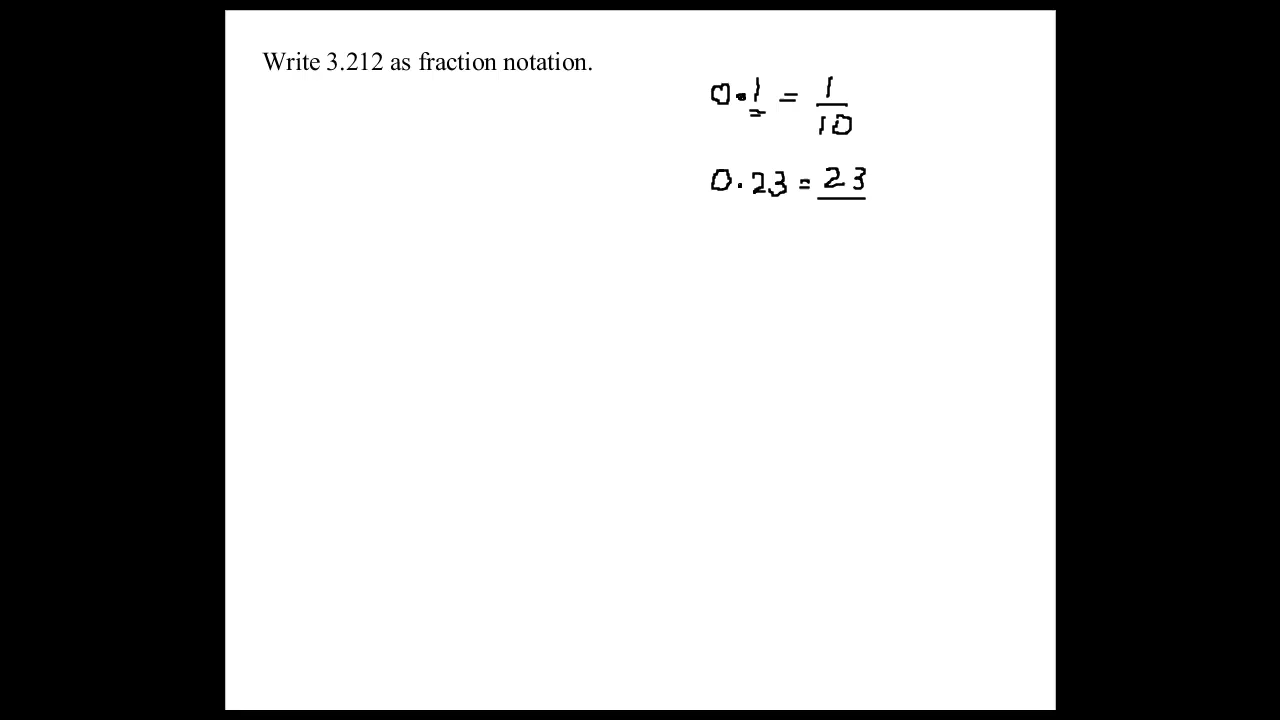 Write 3.212 as fraction notation.
0.1 = 1/10
0.23 = 23